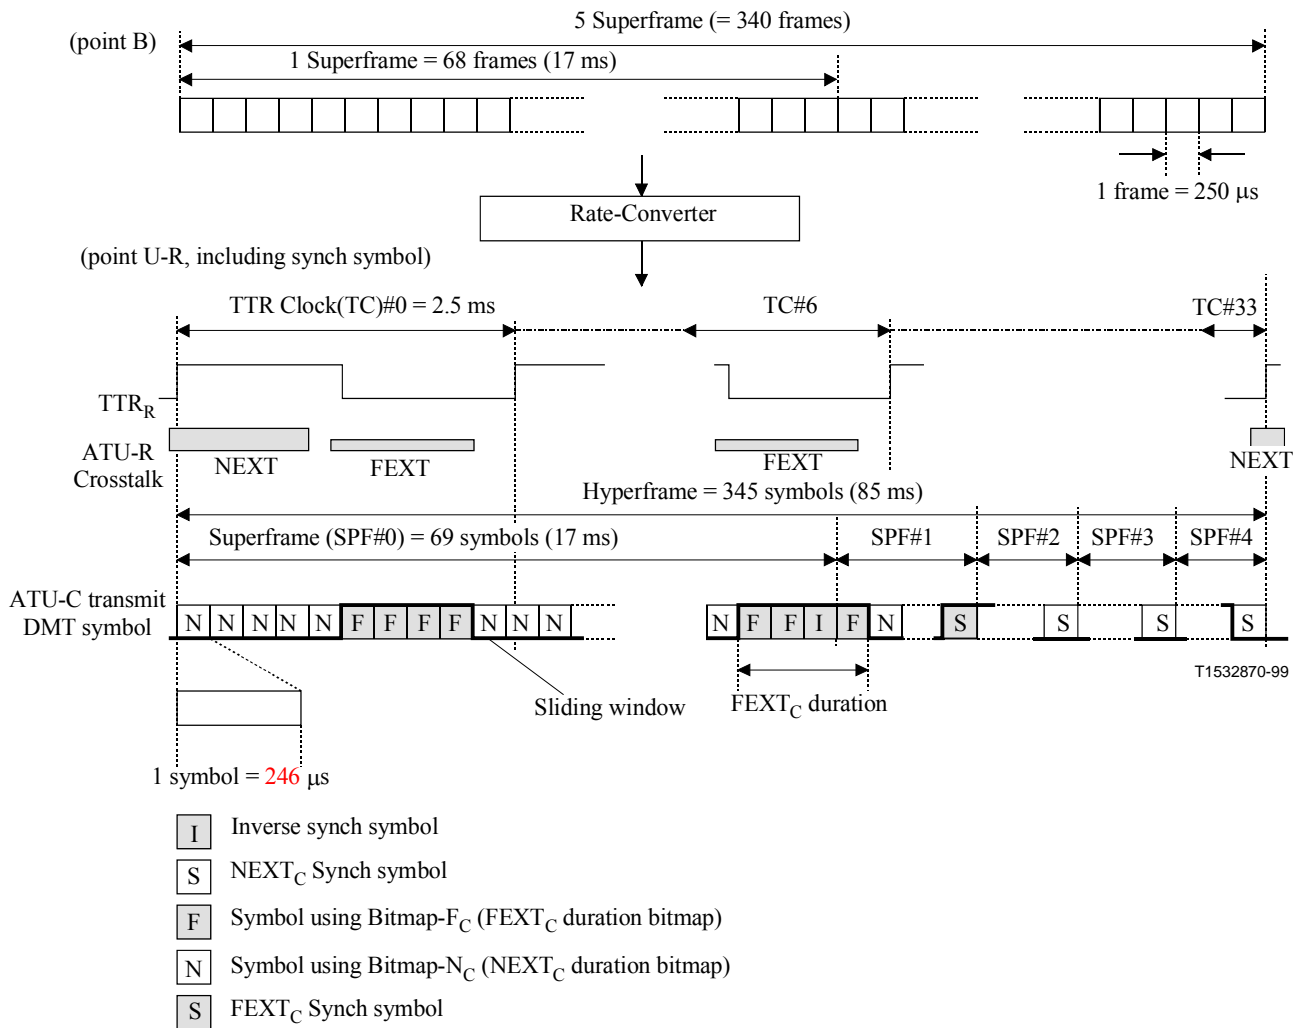 5 Superframe (= 340 frames)
(point B)
1 Superframe = 68 frames (17 ms)
1 frame = 250 μs
Rate-Converter
(point U-R, including synch symbol)
TTR Clock(TC)#0 = 2.5 ms
TC#6
TC#33
TTR_R
ATU-R
Crosstalk
NEXT
FEXT
FEXT
NEXT
Hyperframe = 345 symbols (85 ms)
Superframe (SPF#0) = 69 symbols (17 ms)
SPF#1
SPF#2
SPF#3
SPF#4
ATU-C transmit
DMT symbol
N N N N N F F F F N N N
N F F I F N
S
S
S
S
T1532870-99
Sliding window
FEXT_C duration
1 symbol = 246 μs
I Inverse synch symbol
S NEXT_C Synch symbol
F Symbol using Bitmap-F_C (FEXT_C duration bitmap)
N Symbol using Bitmap-N_C (NEXT_C duration bitmap)
S FEXT_C Synch symbol